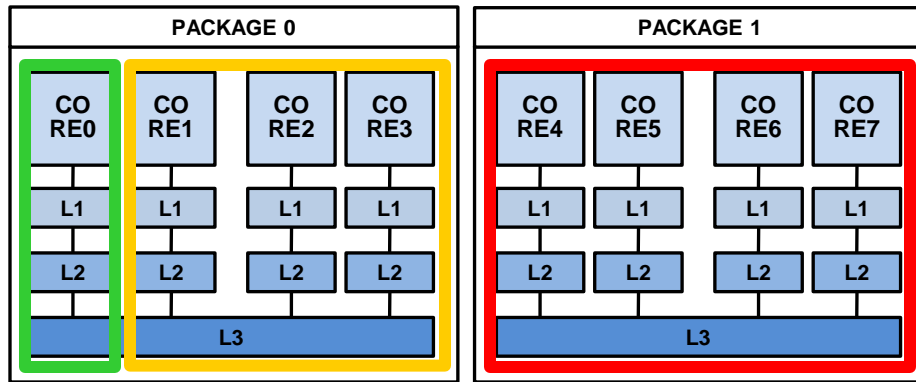 PACKAGE 0
PACKAGE 1
CO CO CO CO CO CO CO CO
RE0 RE1 RE2 RE3 RE4 RE5 RE6 RE7
L1 L1 L1 L1 L1 L1 L1 L1
L2 L2 L2 L2 L2 L2 L2 L2
L3 L3